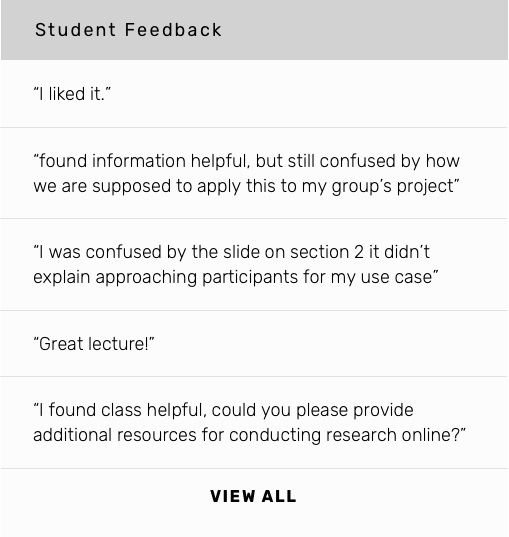 Student Feedback
“I liked it.”
“found information helpful, but still confused by how
we are supposed to apply this to my group’s project”
“I was confused by the slide on section 2 it didn’t
explain approaching participants for my use case”
“Great lecture!”
“I found class helpful, could you please provide
additional resources for conducting research online?”
VIEW ALL